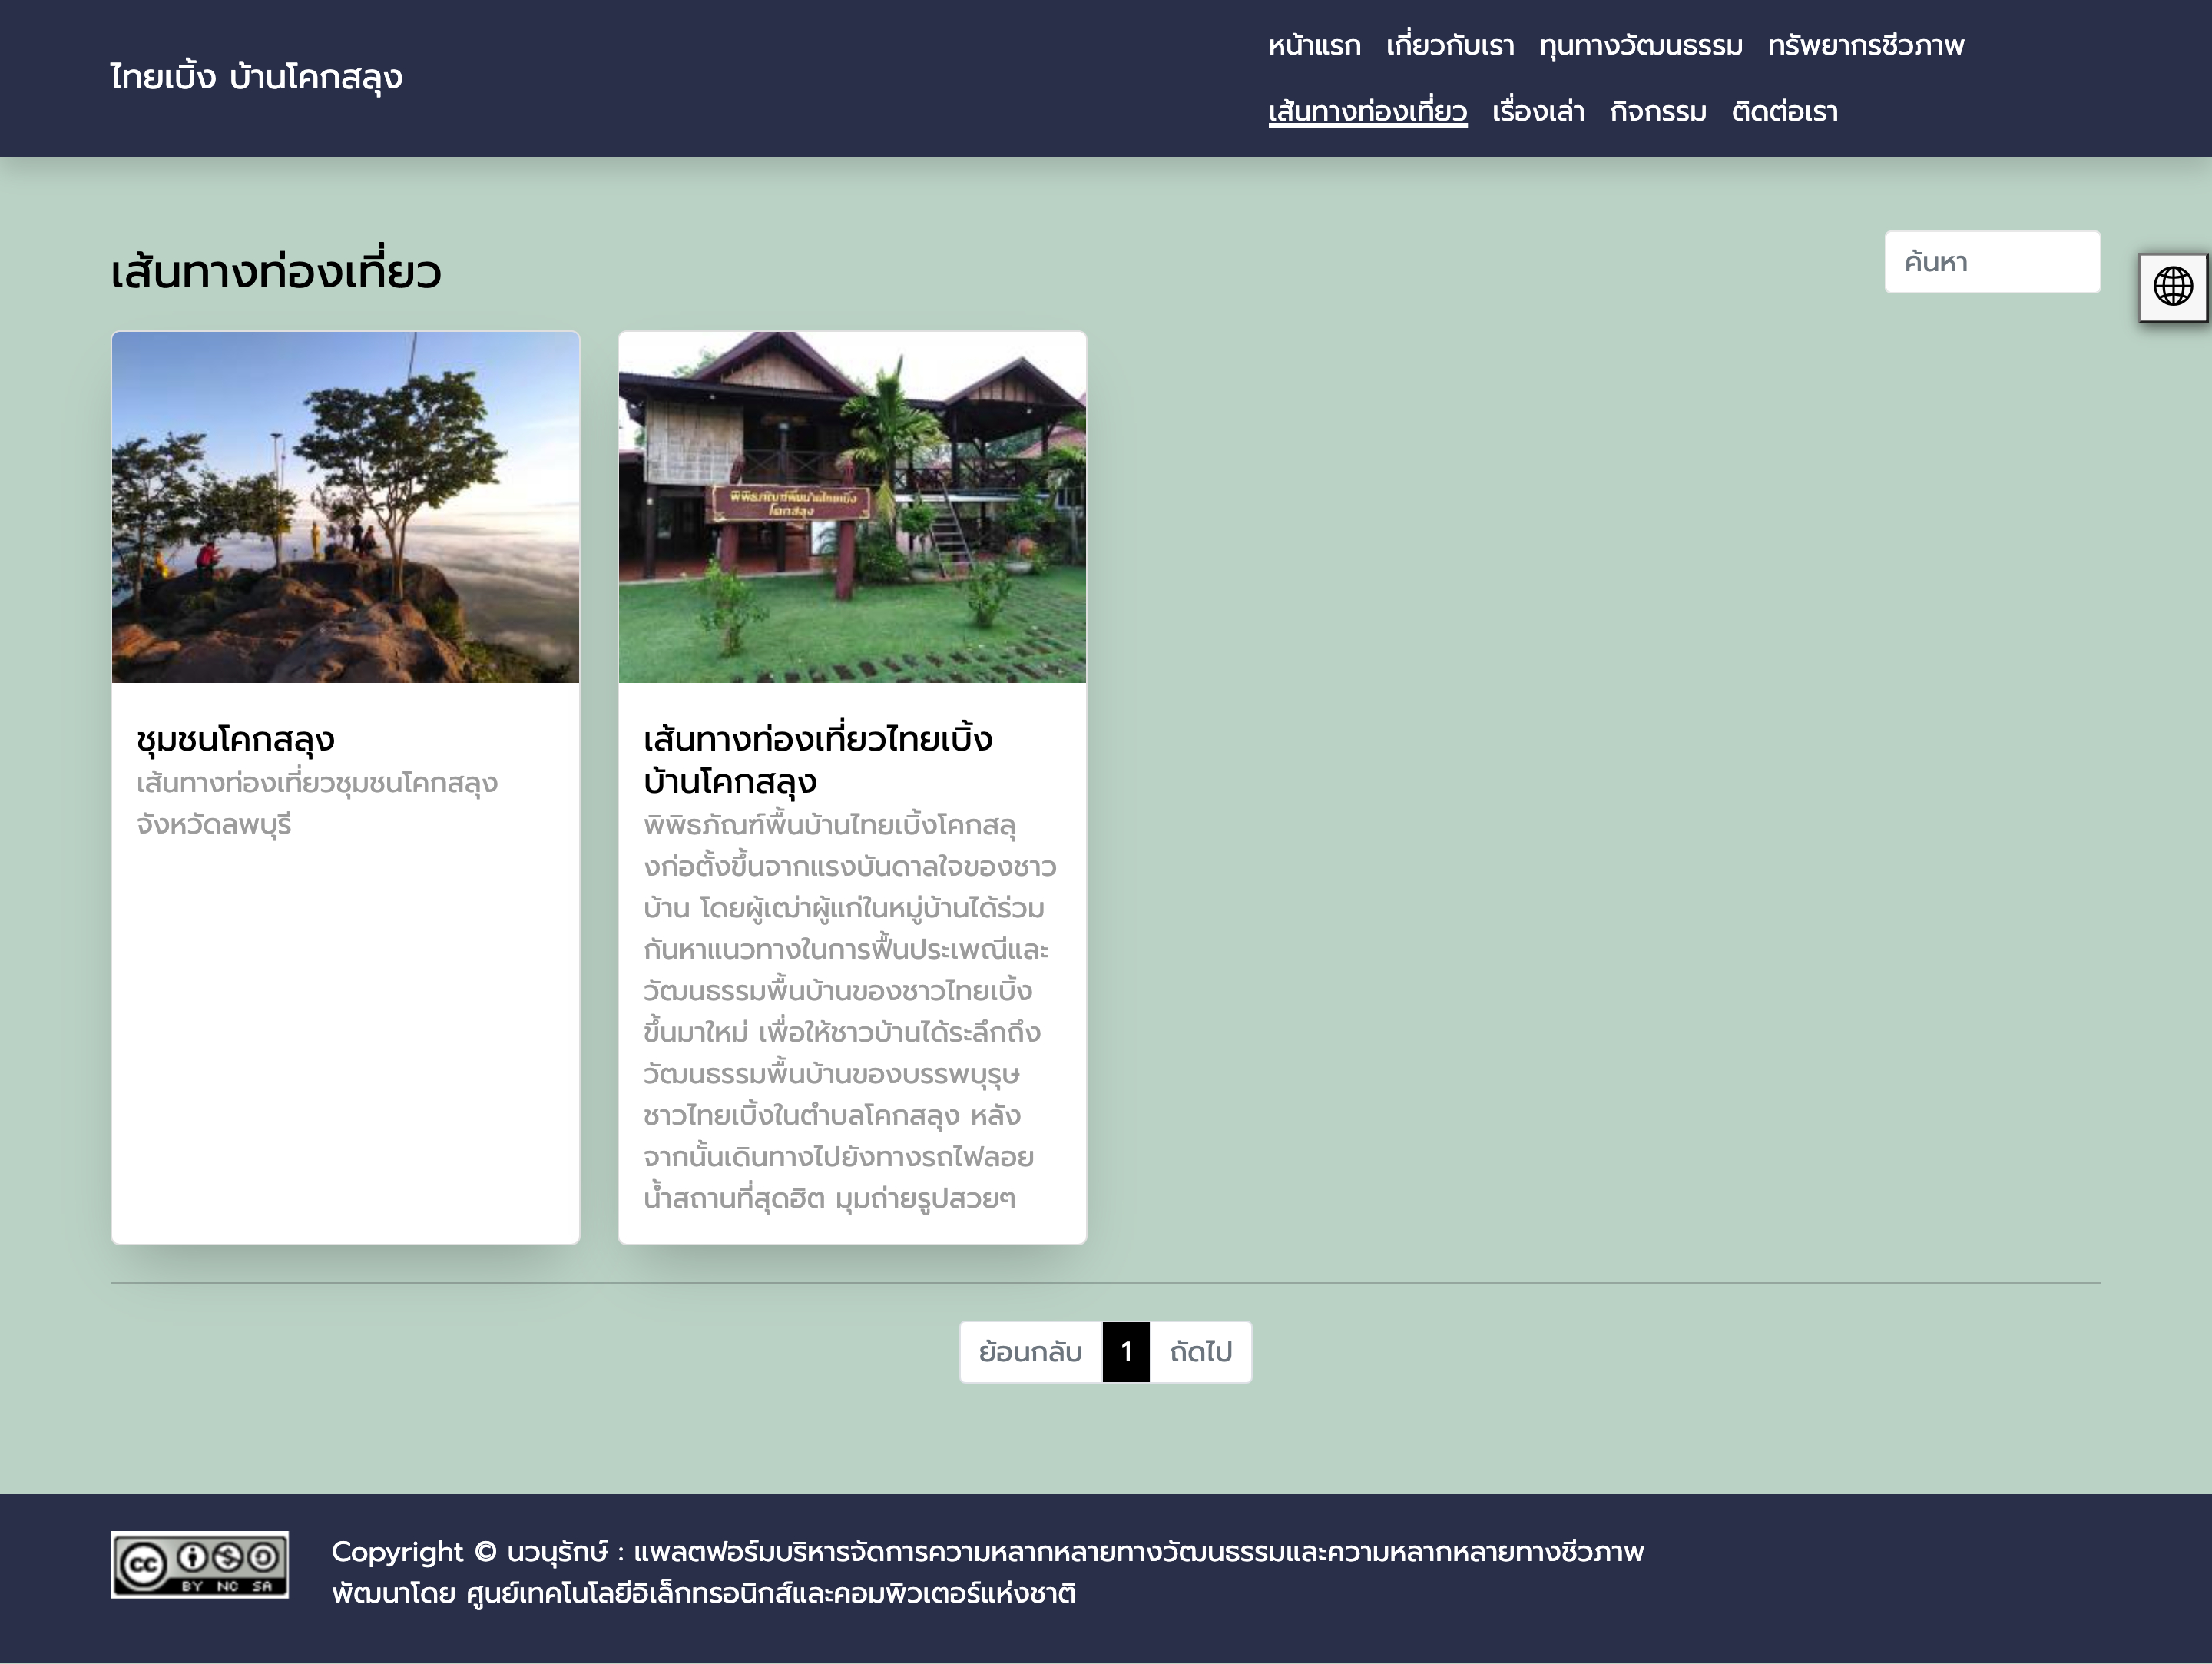 ไทยเบิ้ง บ้านโคกสลุง
หน้าแรก เกี่ยวกับเรา ทุนทางวัฒนธรรม ทรัพยากรชีวภาพ
เส้นทางท่องเที่ยว เรื่องเล่า กิจกรรม ติดต่อเรา
เส้นทางท่องเที่ยว
ค้นหา
พิพิธภัณฑ์พื้นบ้านไทยเบิ้ง
โคกสลุง
ชุมชนโคกสลุง
เส้นทางท่องเที่ยวชุมชนโคกสลุง
จังหวัดลพบุรี
เส้นทางท่องเที่ยวไทยเบิ้ง
บ้านโคกสลุง
พิพิธภัณฑ์พื้นบ้านไทยเบิ้งโคกสลุ
งก่อตั้งขึ้นจากแรงบันดาลใจของชาว
บ้าน โดยผู้เฒ่าผู้แก่ในหมู่บ้านได้ร่วม
กันหาแนวทางในการฟื้นประเพณีและ
วัฒนธรรมพื้นบ้านของชาวไทยเบิ้ง
ขึ้นมาใหม่ เพื่อให้ชาวบ้านได้ระลึกถึง
วัฒนธรรมพื้นบ้านของบรรพบุรุษ
ชาวไทยเบิ้งในตำบลโคกสลุง หลัง
จากนั้นเดินทางไปยังทางรถไฟลอย
น้ำสถานที่สุดฮิต มุมถ่ายรูปสวยๆ
ย้อนกลับ 1 ถัดไป
cc BY NC SA
Copyright © นวนุรักษ์ : แพลตฟอร์มบริหารจัดการความหลากหลายทางวัฒนธรรมและความหลากหลายทางชีวภาพ
พัฒนาโดย ศูนย์เทคโนโลยีอิเล็กทรอนิกส์และคอมพิวเตอร์แห่งชาติ